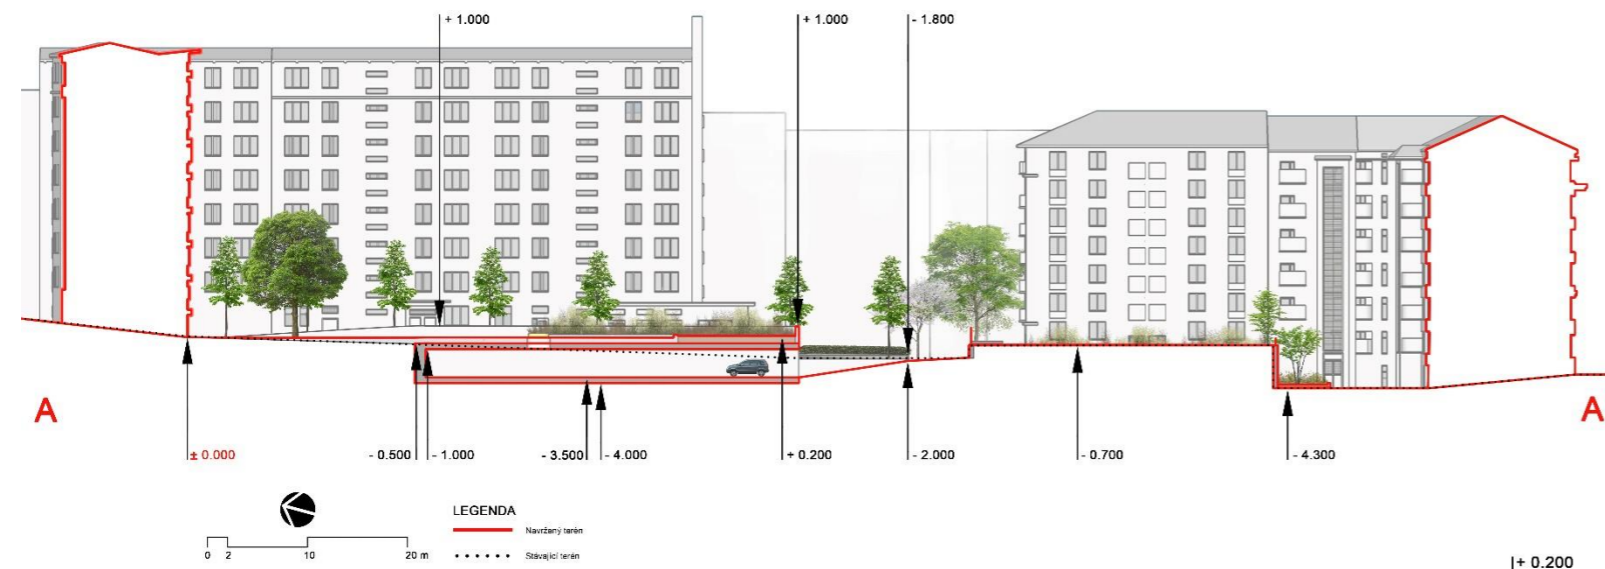 + 1.000
+ 1.000
- 1.800
A
A
± 0.000
- 0.500
- 1.000
- 3.500
- 4.000
+ 0.200
- 2.000
- 0.700
- 4.300
LEGENDA
Navržený terén
Stávající terén
0 2 10 20 m
+ 0.200